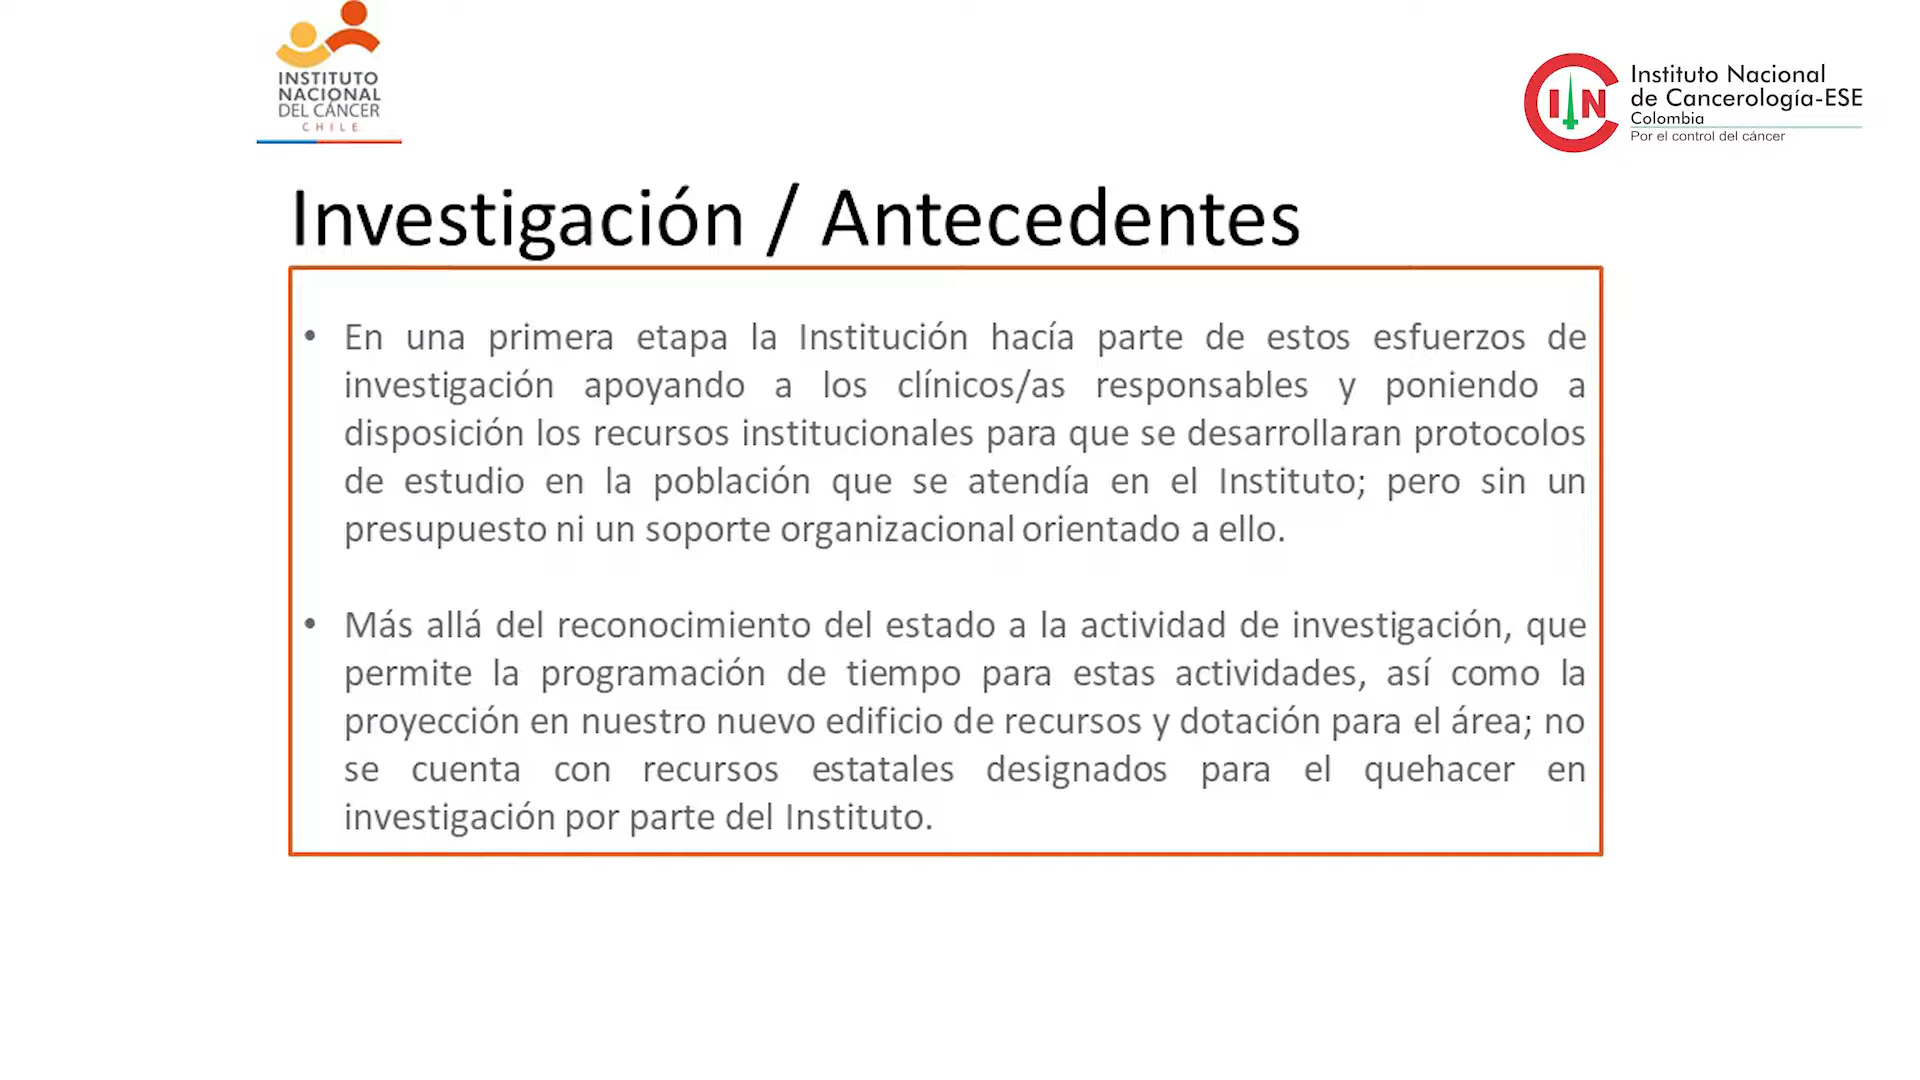 INSTITUTO
NACIONAL
DEL CÁNCER
CHILE
CIN
Instituto Nacional
de Cancerología-ESE
Colombia
Por el control del cáncer
Investigación / Antecedentes
• En una primera etapa la Institución hacía parte de estos esfuerzos de
investigación apoyando a los clínicos/as responsables y poniendo a
disposición los recursos institucionales para que se desarrollaran protocolos
de estudio en la población que se atendía en el Instituto; pero sin un
presupuesto ni un soporte organizacional orientado a ello.
• Más allá del reconocimiento del estado a la actividad de investigación, que
permite la programación de tiempo para estas actividades, así como la
proyección en nuestro nuevo edificio de recursos y dotación para el área; no
se cuenta con recursos estatales designados para el quehacer en
investigación por parte del Instituto.